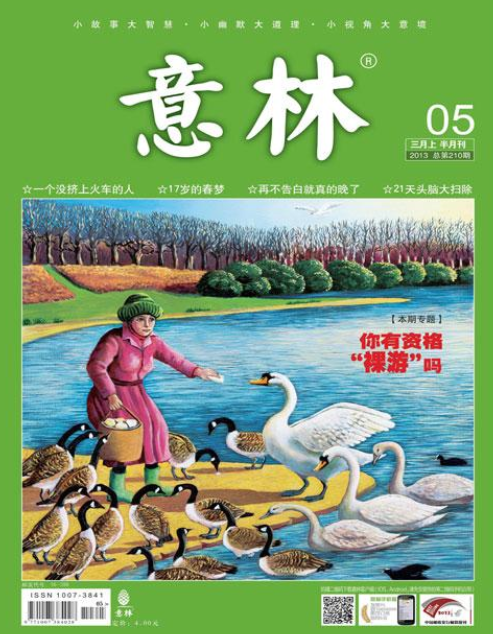 小故事大智慧·小幽默大道理·小视角大意境
意林®
05
三月上 半月刊
2013 总第210期
☆一个没挤上火车的人 ☆17岁的春梦 ☆再不告白就真的晚了 ☆21天头脑大扫除
【本期专题】
你有资格
“裸游”吗
ISSN 1007-3841
05>
意林
定价：4.00元